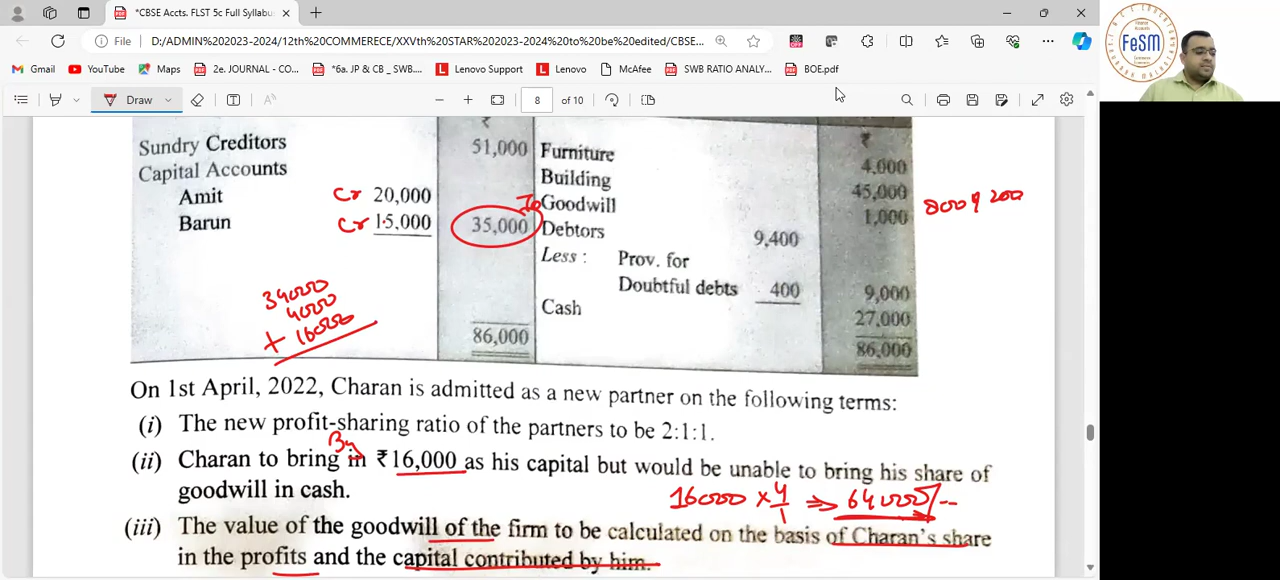 *CBSE Accts. FLST 5c Full Syllabu
File D:/ADMIN%202023-2024/12th%20COMMERECE/XXVth%20STAR%202023-2024%20to%20be%20edited/CBSE...
Gmail YouTube Maps 2e. JOURNAL - CO... *6a. JP & CB _ SWB.... Lenovo Support Lenovo McAfee SWB RATIO ANALY... BOE.pdf
Draw 8 of 10
FeSM
₹ ₹
Sundry Creditors 51,000 Furniture 4,000
Capital Accounts Building 45,000
Amit Cr 20,000 To Goodwill 1,000 8000 9200
Barun Cr 15,000 35,000 Debtors 9,400
Less : Prov. for
Doubtful debts 400 9,000
Cash 27,000
86,000 86,000
34000
4000
+ 16000
On 1st April, 2022, Charan is admitted as a new partner on the following terms:
(i) The new profit-sharing ratio of the partners to be 2:1:1.
By
(ii) Charan to bring in ₹16,000 as his capital but would be unable to bring his share of
goodwill in cash.
16000 × 4/1 ⇒ 64000/--
(iii) The value of the goodwill of the firm to be calculated on the basis of Charan's share
in the profits and the capital contributed by him.